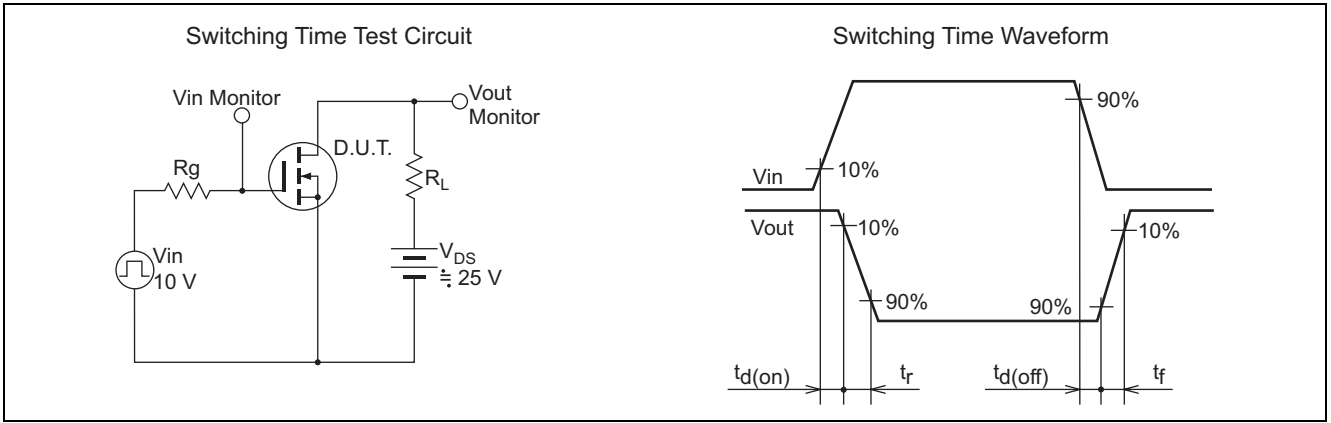 Switching Time Test Circuit
Vin Monitor
Vout
Monitor
D.U.T.
Rg
RL
Vin
10 V
VDS
≒ 25 V
Switching Time Waveform
90%
10%
Vin
Vout
10%
10%
90%
90%
td(on)
tr
td(off)
tf